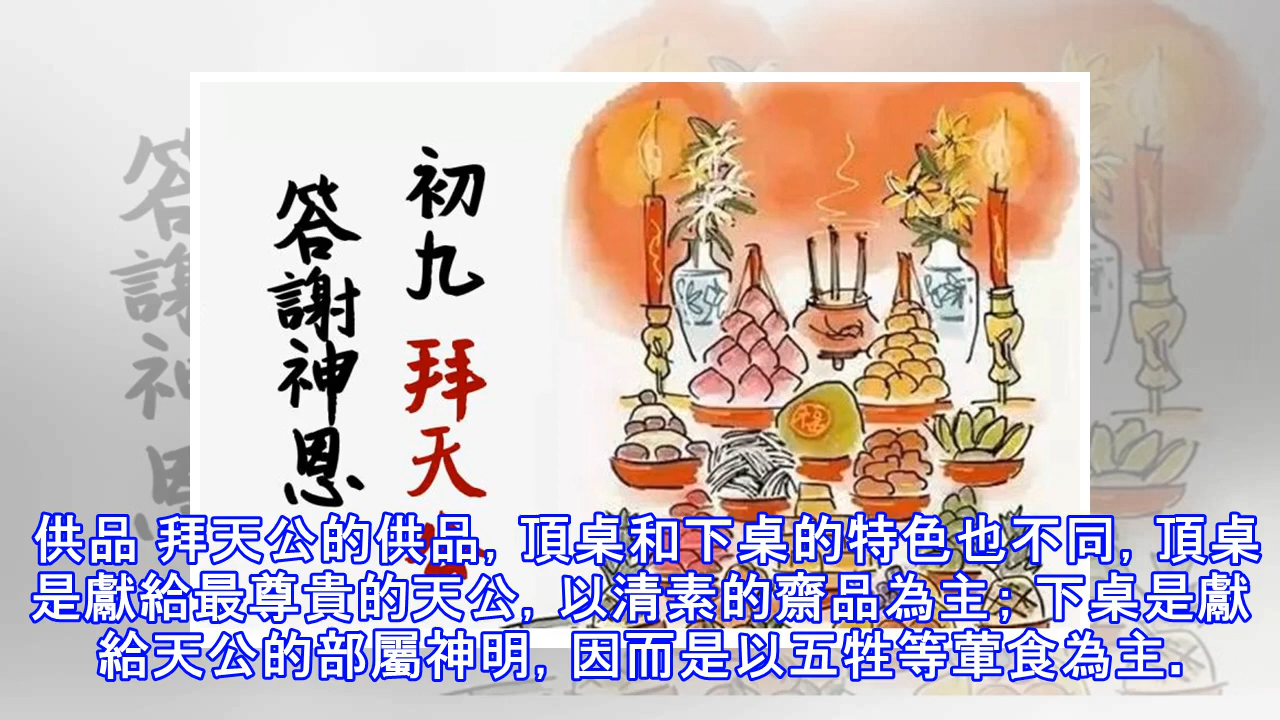 初九 拜天公
答謝神恩
福
供品 拜天公的供品, 頂桌和下桌的特色也不同, 頂桌
是獻給最尊貴的天公, 以清素的齋品為主; 下桌是獻
給天公的部屬神明, 因而是以五牲等葷食為主.